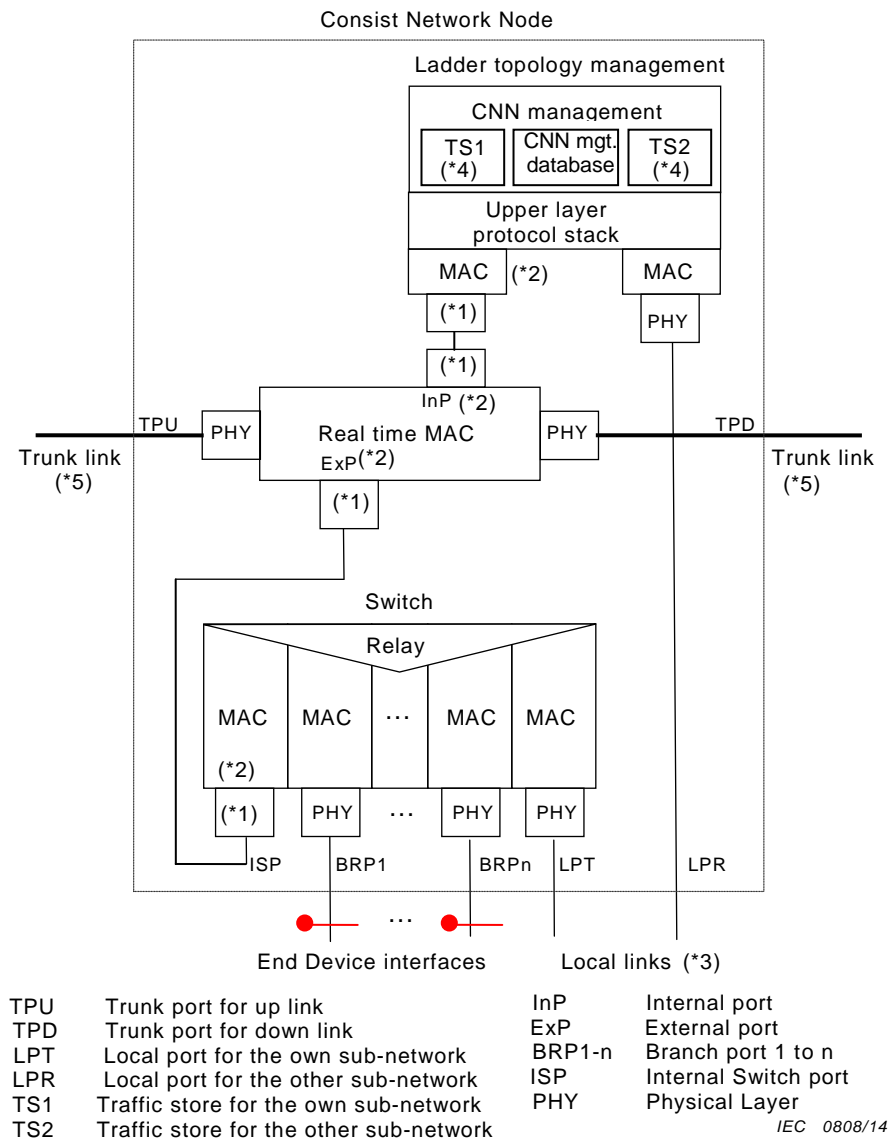 Consist Network Node
Ladder topology management
CNN management
TS1
(*4)
CNN mgt.
database
TS2
(*4)
Upper layer
protocol stack
MAC
(*2)
MAC
(*1)
PHY
(*1)
InP (*2)
TPU
PHY
Real time MAC
PHY
TPD
Trunk link
(*5)
ExP (*2)
Trunk link
(*5)
(*1)
Switch
Relay
MAC
MAC
...
MAC
MAC
(*2)
(*1)
PHY
...
PHY
PHY
ISP
BRP1
BRPn
LPT
LPR
...
End Device interfaces
Local links (*3)
TPU Trunk port for up link
TPD Trunk port for down link
LPT Local port for the own sub-network
LPR Local port for the other sub-network
TS1 Traffic store for the own sub-network
TS2 Traffic store for the other sub-network
InP Internal port
ExP External port
BRP1-n Branch port 1 to n
ISP Internal Switch port
PHY Physical Layer
IEC 0808/14